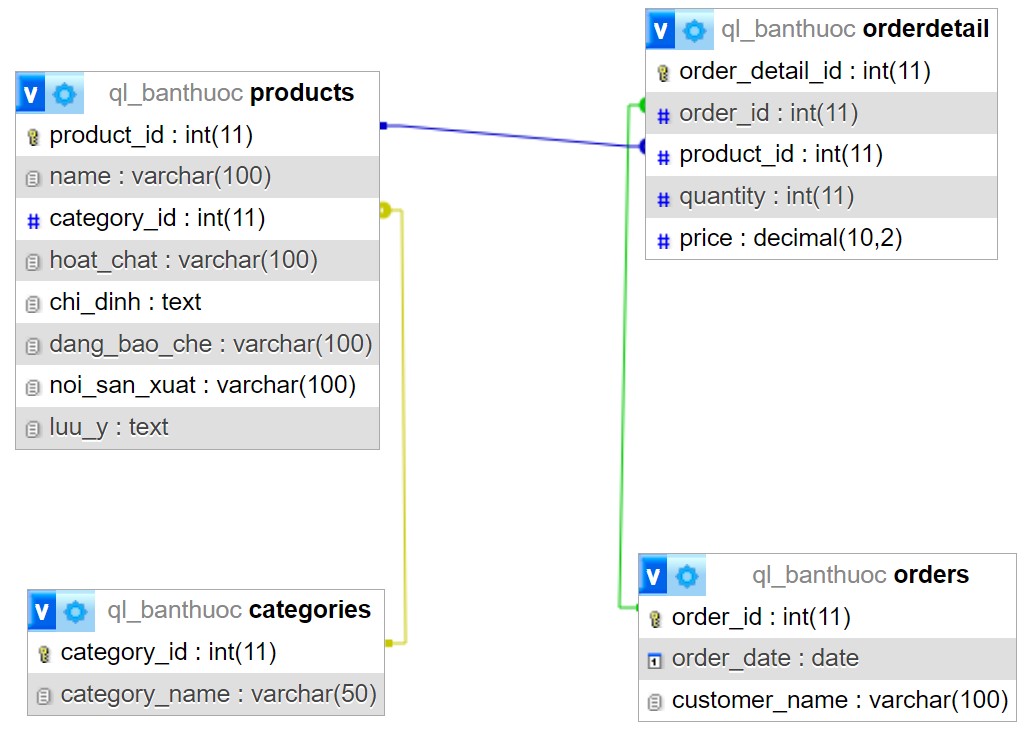 ql_banthuoc products
product_id : int(11)
name : varchar(100)
category_id : int(11)
hoat_chat : varchar(100)
chi_dinh : text
dang_bao_che : varchar(100)
noi_san_xuat : varchar(100)
luu_y : text
ql_banthuoc orderdetail
order_detail_id : int(11)
order_id : int(11)
product_id : int(11)
quantity : int(11)
price : decimal(10,2)
ql_banthuoc categories
category_id : int(11)
category_name : varchar(50)
ql_banthuoc orders
order_id : int(11)
order_date : date
customer_name : varchar(100)